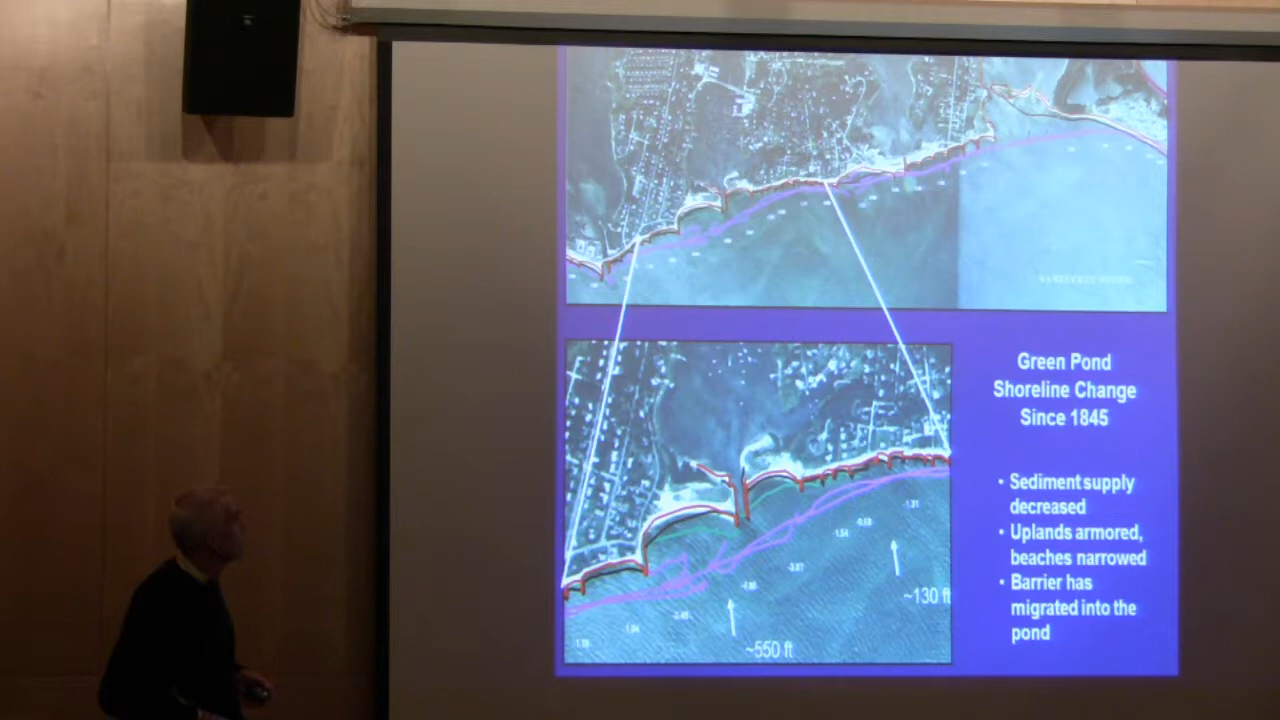 Green Pond
Shoreline Change
Since 1845
• Sediment supply
decreased
• Uplands armored,
beaches narrowed
• Barrier has
migrated into the
pond
~130 ft
~550 ft